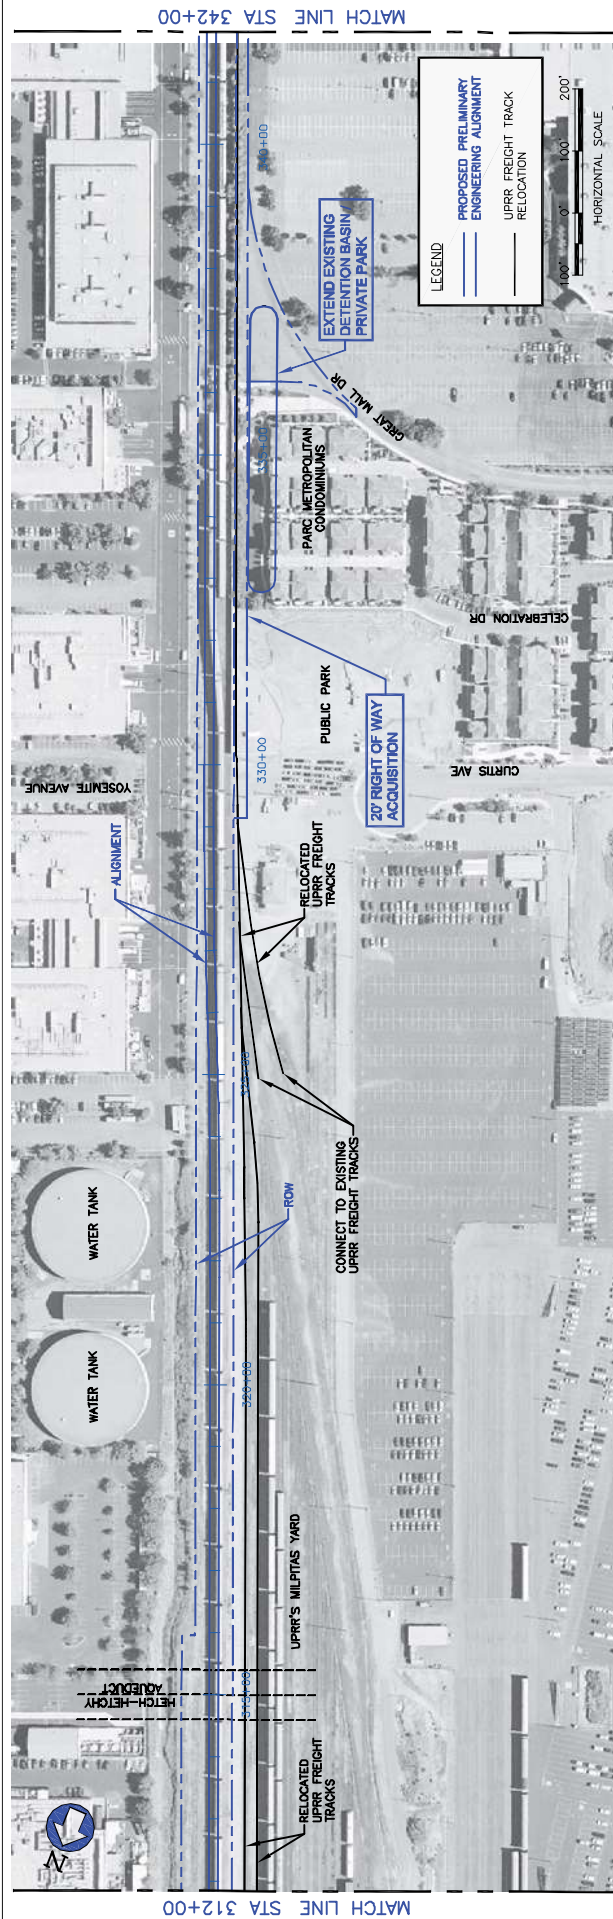 MATCH LINE STA 342+00
LEGEND
PROPOSED PRELIMINARY
ENGINEERING ALIGNMENT
UPRR FREIGHT TRACK
RELOCATION
100' 0' 100' 200'
HORIZONTAL SCALE
340+00
EXTEND EXISTING
DETENTION BASIN
PRIVATE PARK
GREAT MALL DR
335+00
PARC METROPOLITAN
CONDOMINIUMS
CELEBRATION DR
PUBLIC PARK
20' RIGHT OF WAY
ACQUISITION
330+00
CURTIS AVE
YOSEMITE AVENUE
ALIGNMENT
RELOCATED
UPRR FREIGHT
TRACKS
325+00
CONNECT TO EXISTING
UPRR FREIGHT TRACKS
ROW
WATER TANK
WATER TANK
320+00
UPRR'S MILPITAS YARD
HETCH-HETCHY
AQUEDUCT
315+00
RELOCATED
UPRR FREIGHT
TRACKS
N
MATCH LINE STA 312+00